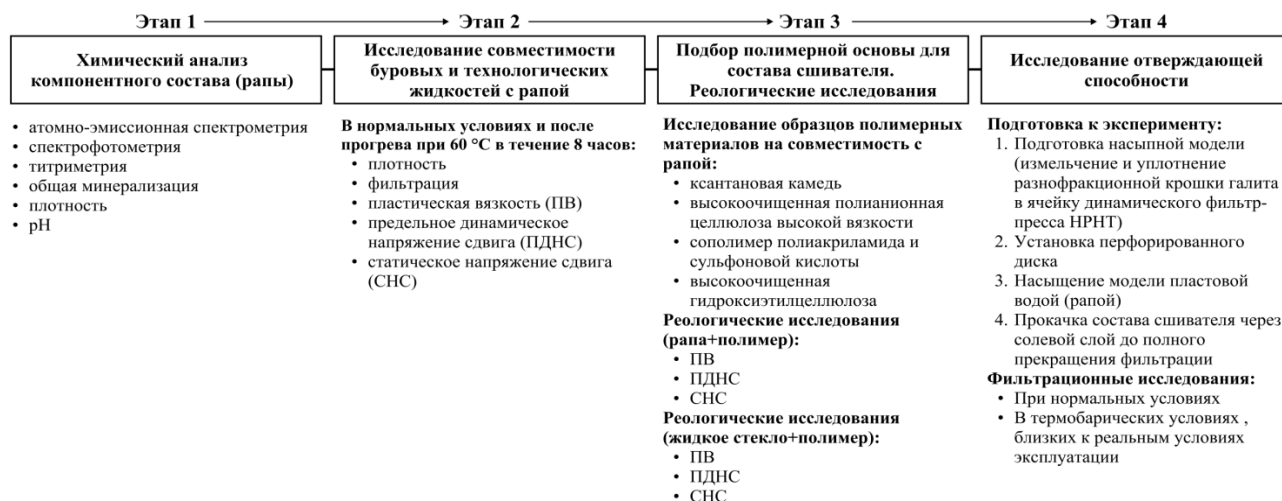 Этап 1
Этап 2
Этап 3
Этап 4
Химический анализ
компонентного состава (рапы)
Исследование совместимости
буровых и технологических
жидкостей с рапой
Подбор полимерной основы для
состава сшивателя.
Реологические исследования
Исследование отверждающей
способности
• атомно-эмиссионная спектрометрия
• спектрофотометрия
• титриметрия
• общая минерализация
• плотность
• pH
В нормальных условиях и после
прогрева при 60 °С в течение 8 часов:
• плотность
• фильтрация
• пластическая вязкость (ПВ)
• предельное динамическое
напряжение сдвига (ПДНС)
• статическое напряжение сдвига
(СНС)
Исследование образцов полимерных
материалов на совместимость с
рапой:
• ксантановая камедь
• высокоочищенная полианионная
целлюлоза высокой вязкости
• сополимер полиакриламида и
сульфоновой кислоты
• высокоочищенная
гидроксиэтилцеллюлоза
Реологические исследования
(рапа+полимер):
• ПВ
• ПДНС
• СНС
Реологические исследования
(жидкое стекло+полимер):
• ПВ
• ПДНС
• СНС
Подготовка к эксперименту:
1. Подготовка насыпной модели
(измельчение и уплотнение
разнофракционной крошки галита
в ячейку динамического фильтр-
пресса HPHT)
2. Установка перфорированного
диска
3. Насыщение модели пластовой
водой (рапой)
4. Прокачка состава сшивателя через
солевой слой до полного
прекращения фильтрации
Фильтрационные исследования:
• При нормальных условиях
• В термобарических условиях ,
близких к реальным условиях
эксплуатации